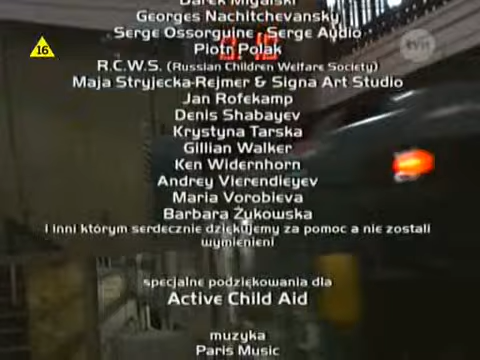 Darek Migalski
Georges Nachitchevansky
Serge Ossorguine, Serge Audio
Piotr Polak
R.C.W.S. (Russian Children Welfare Society)
Maja Stryjecka-Rejmer & Signa Art Studio
Jan Rofekamp
Denis Shabayev
Krystyna Tarska
Gillian Walker
Ken Widernhorn
Andrey Vierendieyev
Maria Vorobieva
Barbara Żukowska
i inni którym serdecznie dziękujemy za pomoc a nie zostali
wymienieni
specjalne podziękowania dla
Active Child Aid
muzyka
Paris Music
16